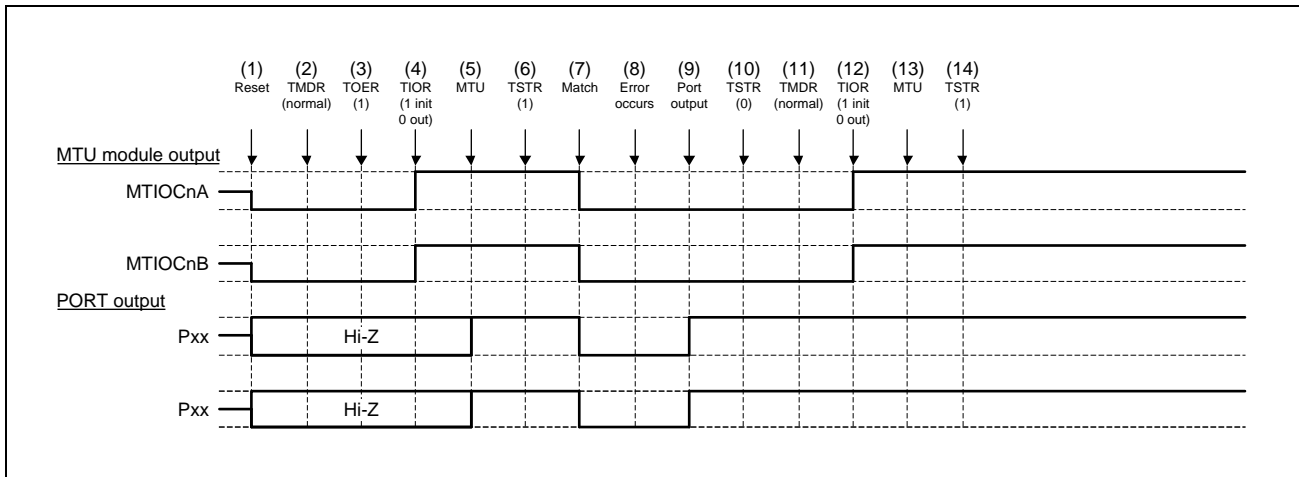 (1) (2) (3) (4) (5) (6) (7) (8) (9) (10) (11) (12) (13) (14)
Reset TMDR TOER TIOR MTU TSTR Match Error Port TSTR TMDR TIOR MTU TSTR
(normal) (1) (1 init (1) occurs output (0) (normal) (1 init (1)
0 out) 0 out)
MTU module output
MTIOCnA
MTIOCnB
PORT output
Pxx Hi-Z
Pxx Hi-Z